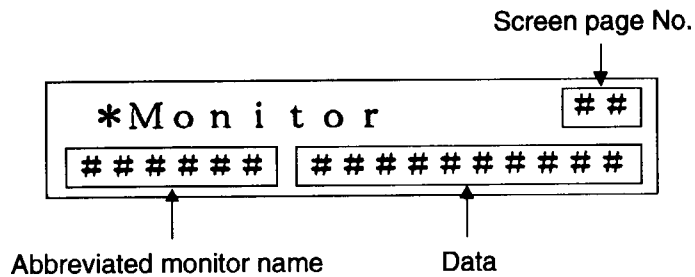 Screen page No.
*Monitor ##
###### ##########
Abbreviated monitor name Data